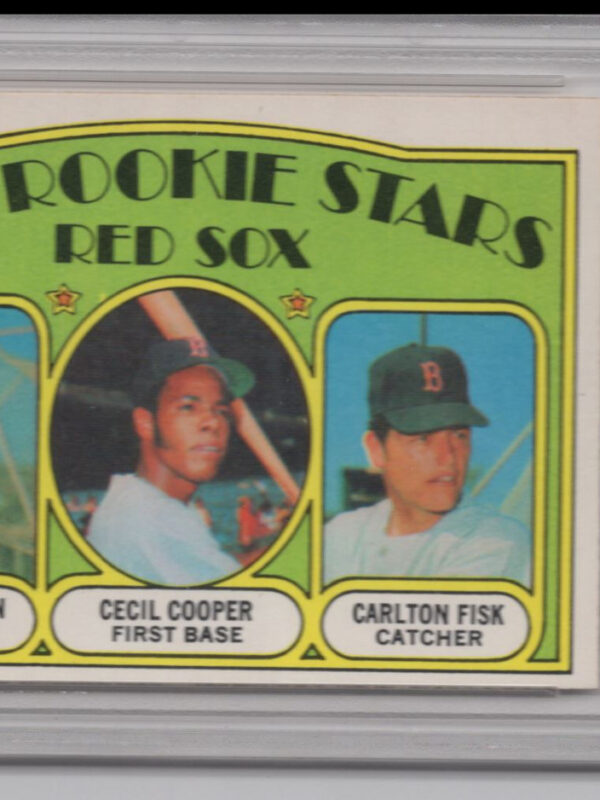 ROOKIE STARS
RED SOX
B
B
N
CECIL COOPER
FIRST BASE
CARLTON FISK
CATCHER